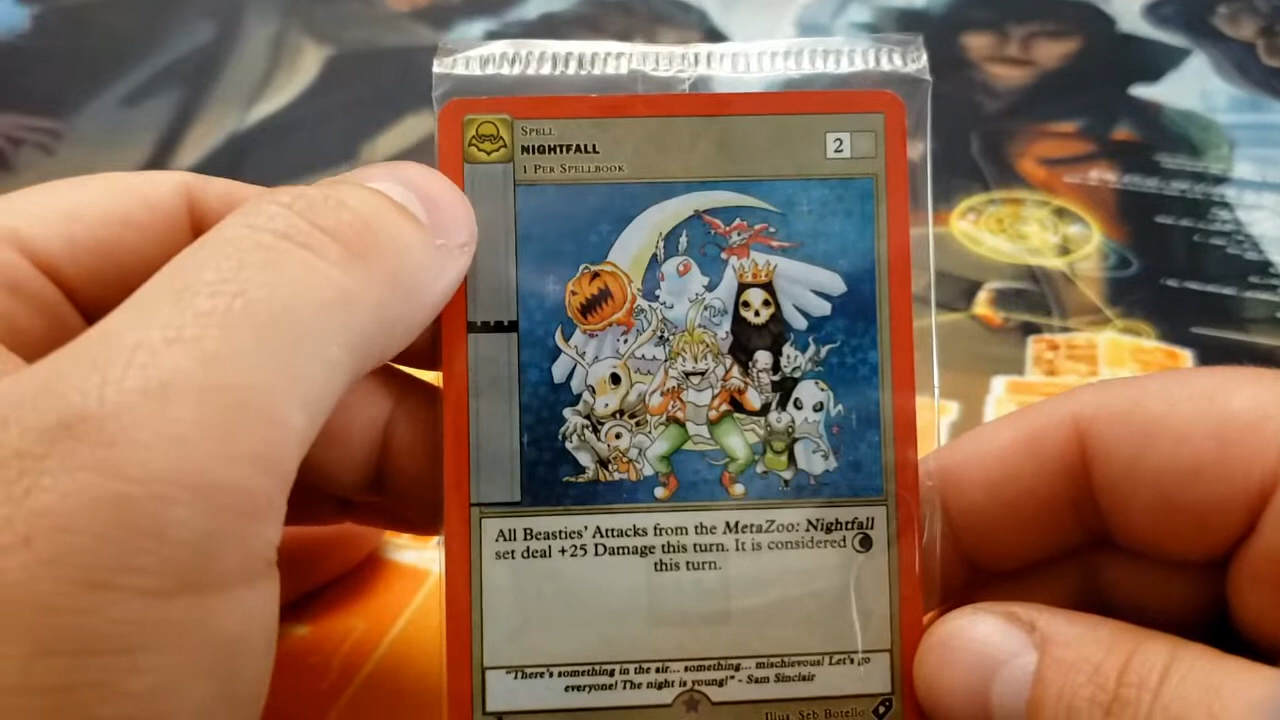 SPELL
NIGHTFALL
2
1 PER SPELLBOOK
All Beasties' Attacks from the MetaZoo: Nightfall
set deal +25 Damage this turn. It is considered
this turn.
"There's something in the air... something... mischievous! Let's go
everyone! The night is young!" - Sam Sinclair
Illus. Seb Botello